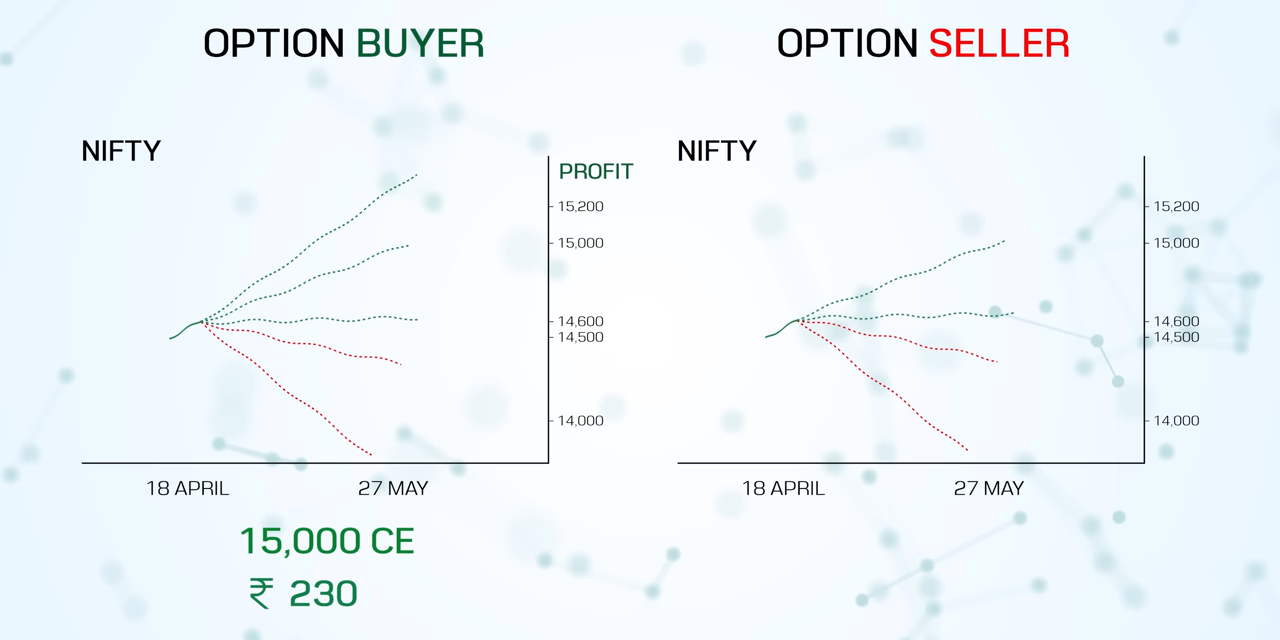 OPTION BUYER
NIFTY
PROFIT
15,200
15,000
14,600
14,500
14,000
18 APRIL
27 MAY
15,000 CE
₹ 230
OPTION SELLER
NIFTY
15,200
15,000
14,600
14,500
14,000
18 APRIL
27 MAY